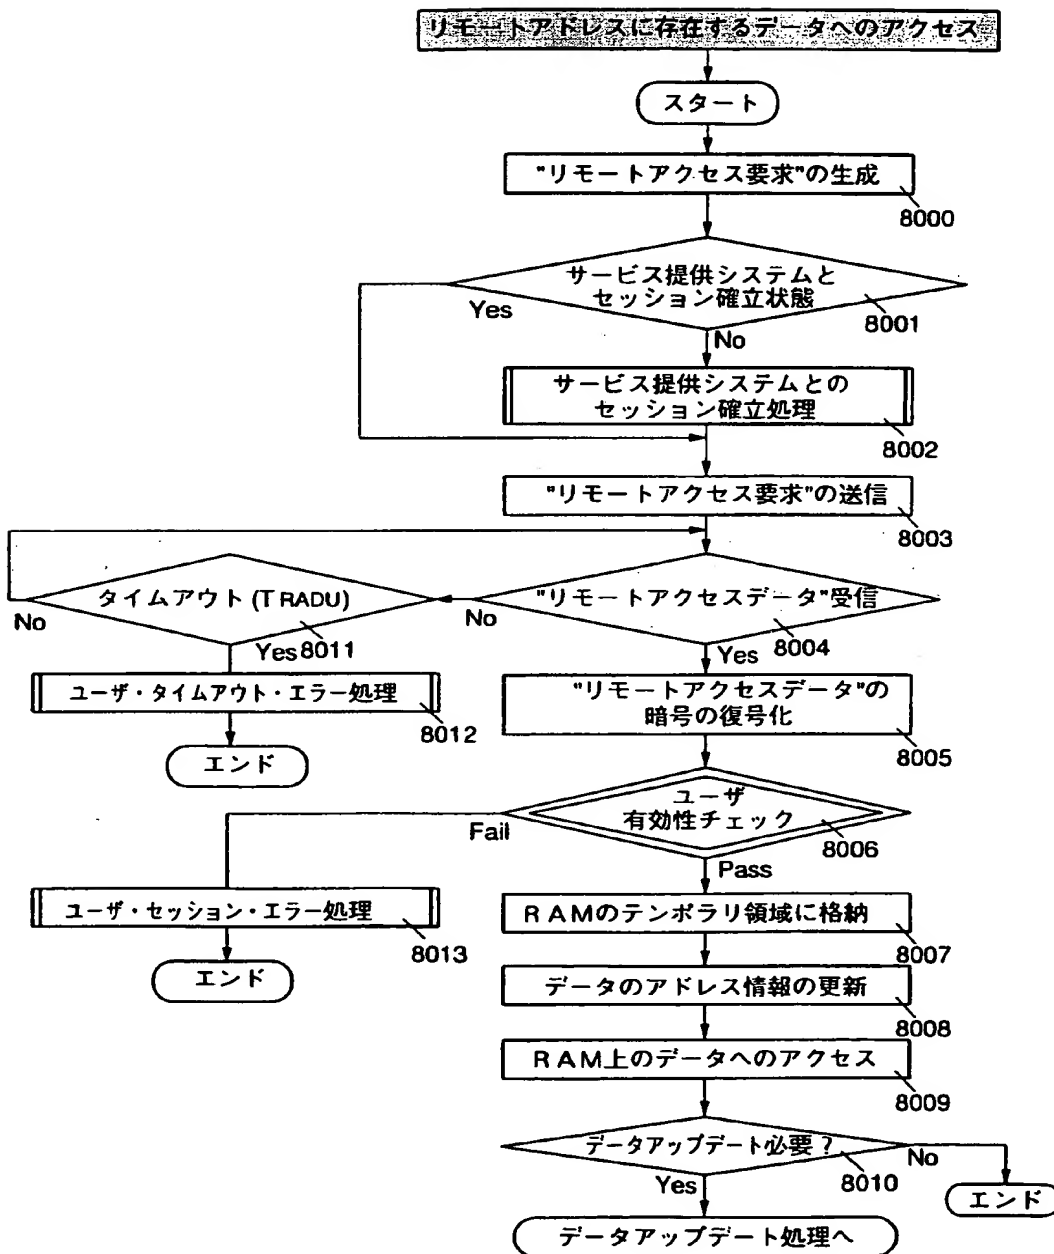 リモートアドレスに存在するデータへのアクセス
スタート
"リモートアクセス要求"の生成
8000
サービス提供システムと
セッション確立状態
8001
Yes
No
サービス提供システムとの
セッション確立処理
8002
"リモートアクセス要求"の送信
8003
タイムアウト(TRADU)
8011
No
Yes
"リモートアクセスデータ"受信
8004
No
Yes
ユーザ・タイムアウト・エラー処理
8012
エンド
"リモートアクセスデータ"の
暗号の復号化
8005
ユーザ
有効性チェック
8006
Fail
Pass
ユーザ・セッション・エラー処理
8013
エンド
RAMのテンポラリ領域に格納
8007
データのアドレス情報の更新
8008
RAM上のデータへのアクセス
8009
データアップデート必要?
8010
No
Yes
エンド
データアップデート処理へ